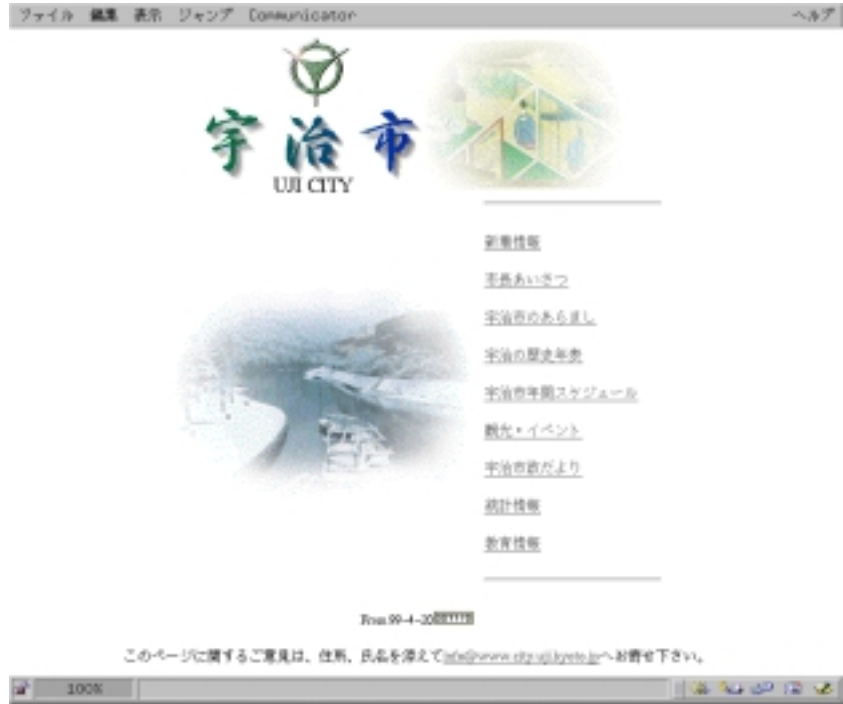 ファイル 編集 表示 ジャンプ Communicator ヘルプ
宇治市
UJI CITY
新着情報
市長あいさつ
宇治市のあらまし
宇治の歴史年表
宇治市年間スケジュール
観光・イベント
宇治市政だより
統計情報
教育情報
From 99-4-20
このページに関するご意見は、住所、氏名を添えてinfo@www.city.uji.kyoto.jpへお寄せ下さい。
100%